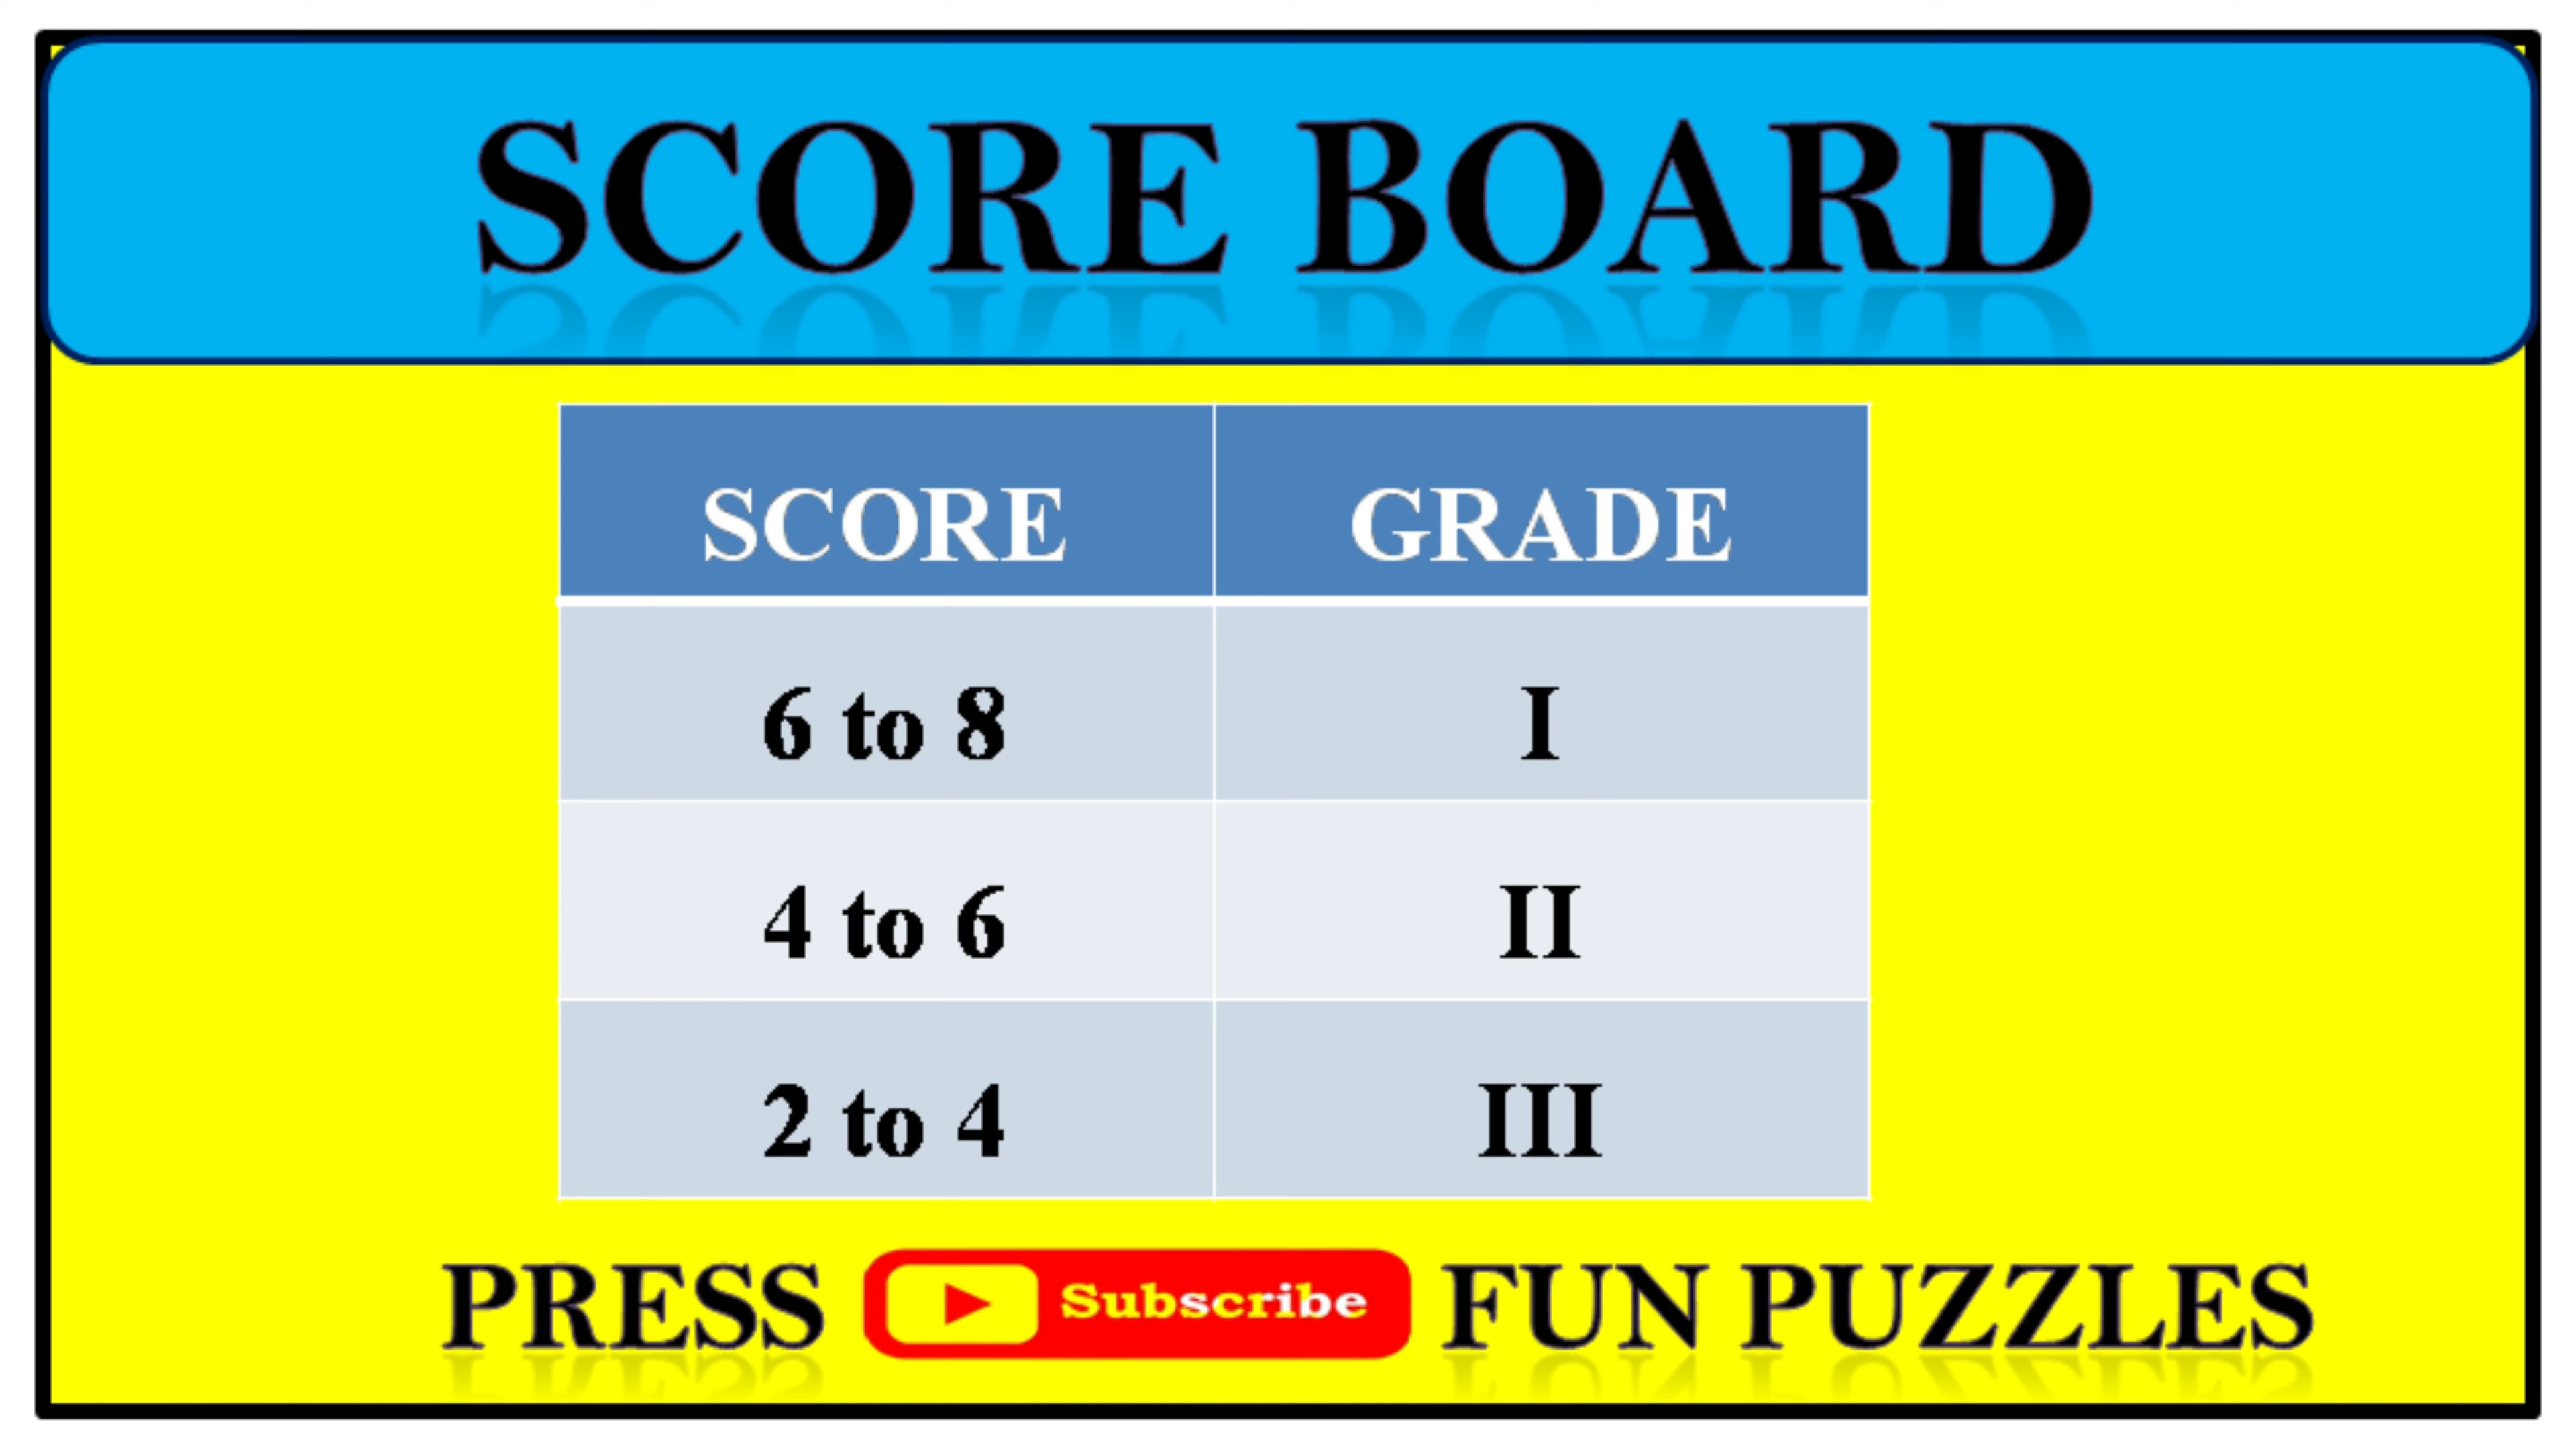 SCORE BOARD
SCORE GRADE
6 to 8 I
4 to 6 II
2 to 4 III
PRESS Subscribe FUN PUZZLES